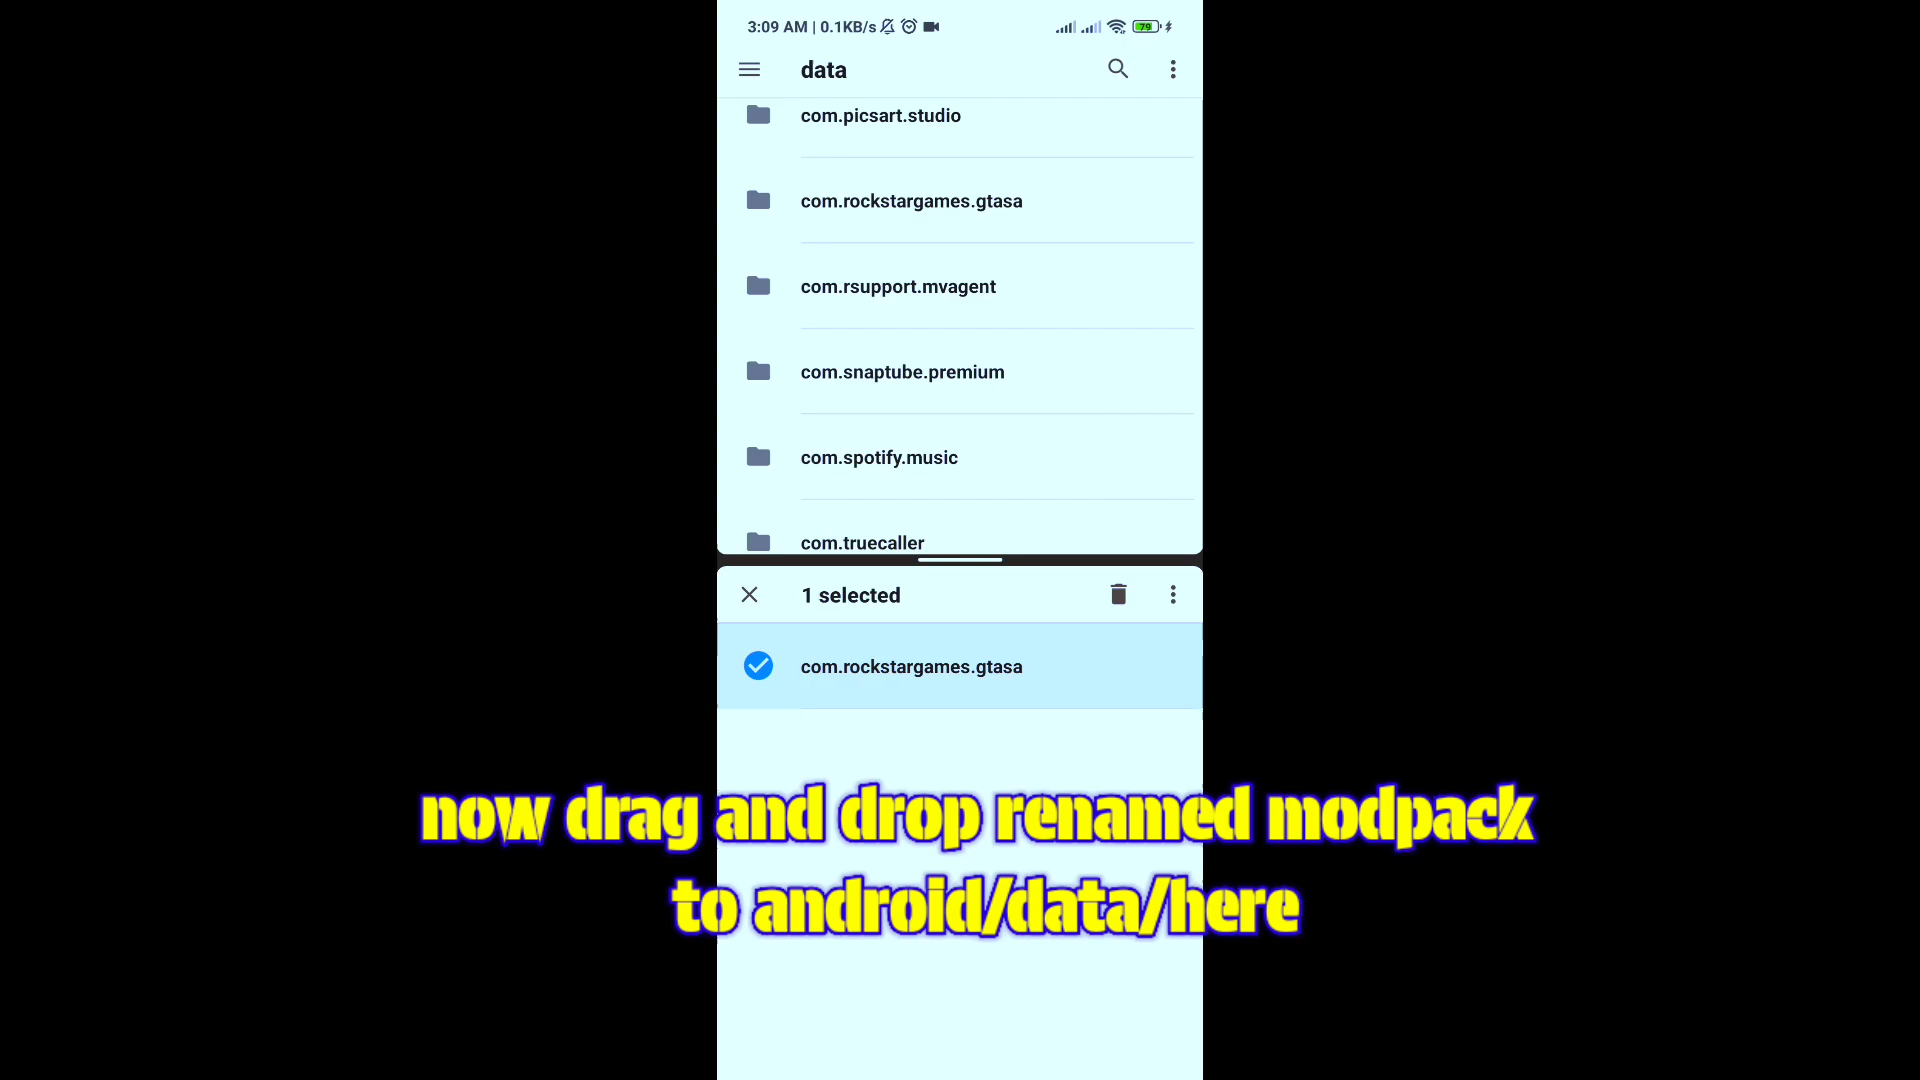 3:09 AM | 0.1KB/s
79
data
com.picsart.studio
com.rockstargames.gtasa
com.rsupport.mvagent
com.snaptube.premium
com.spotify.music
com.truecaller
1 selected
com.rockstargames.gtasa
now drag and drop renamed modpack
to android/data/here